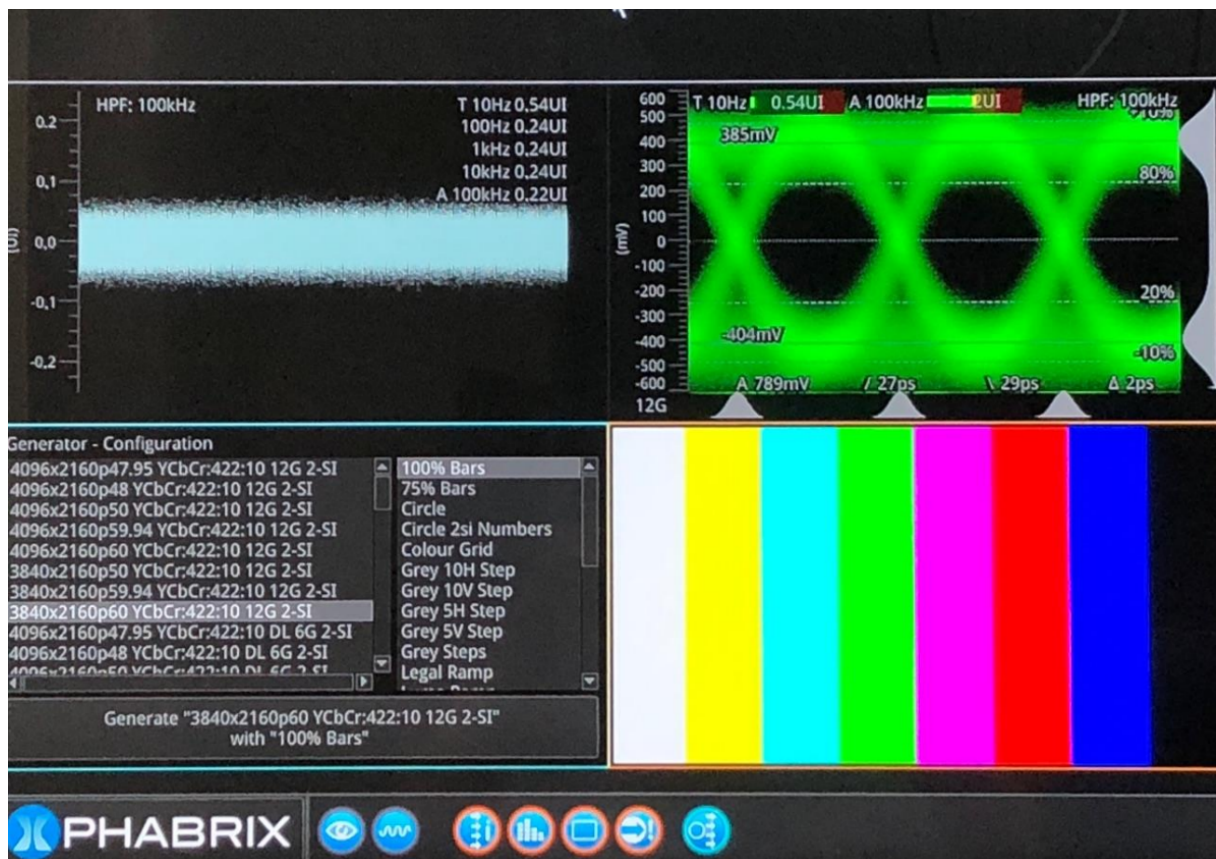 HPF: 100kHz
T 10Hz 0.54UI
100Hz 0.24UI
1kHz 0.24UI
10kHz 0.24UI
A 100kHz 0.22UI
0.2
0.1
0.0
-0.1
-0.2
(UI)
T 10Hz 0.54UI A 100kHz 2UI HPF: 100kHz
600
500
400
300
200
100
0
-100
-200
-300
-400
-500
-600
(mV)
385mV
+10%
80%
20%
-404mV
-10%
A 789mV / 27ps \ 29ps Δ 2ps
12G
Generator - Configuration
4096x2160p47.95 YCbCr:422:10 12G 2-SI
4096x2160p48 YCbCr:422:10 12G 2-SI
4096x2160p50 YCbCr:422:10 12G 2-SI
4096x2160p59.94 YCbCr:422:10 12G 2-SI
4096x2160p60 YCbCr:422:10 12G 2-SI
3840x2160p50 YCbCr:422:10 12G 2-SI
3840x2160p59.94 YCbCr:422:10 12G 2-SI
3840x2160p60 YCbCr:422:10 12G 2-SI
4096x2160p47.95 YCbCr:422:10 DL 6G 2-SI
4096x2160p48 YCbCr:422:10 DL 6G 2-SI
4096x2160p50 YCbCr:422:10 DL 6G 2-SI
100% Bars
75% Bars
Circle
Circle 2si Numbers
Colour Grid
Grey 10H Step
Grey 10V Step
Grey 5H Step
Grey 5V Step
Grey Steps
Legal Ramp
Generate "3840x2160p60 YCbCr:422:10 12G 2-SI"
with "100% Bars"
PHABRIX